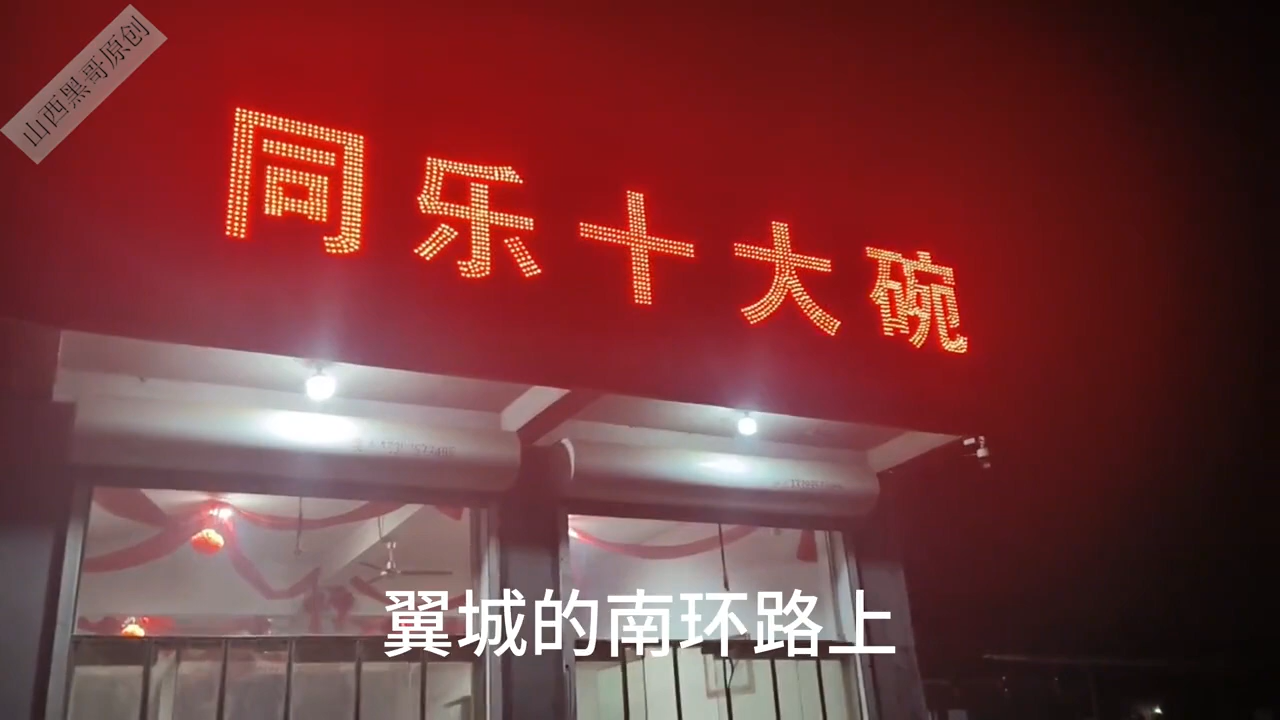 山西黑哥原创
同乐十大碗
翼城的南环路上